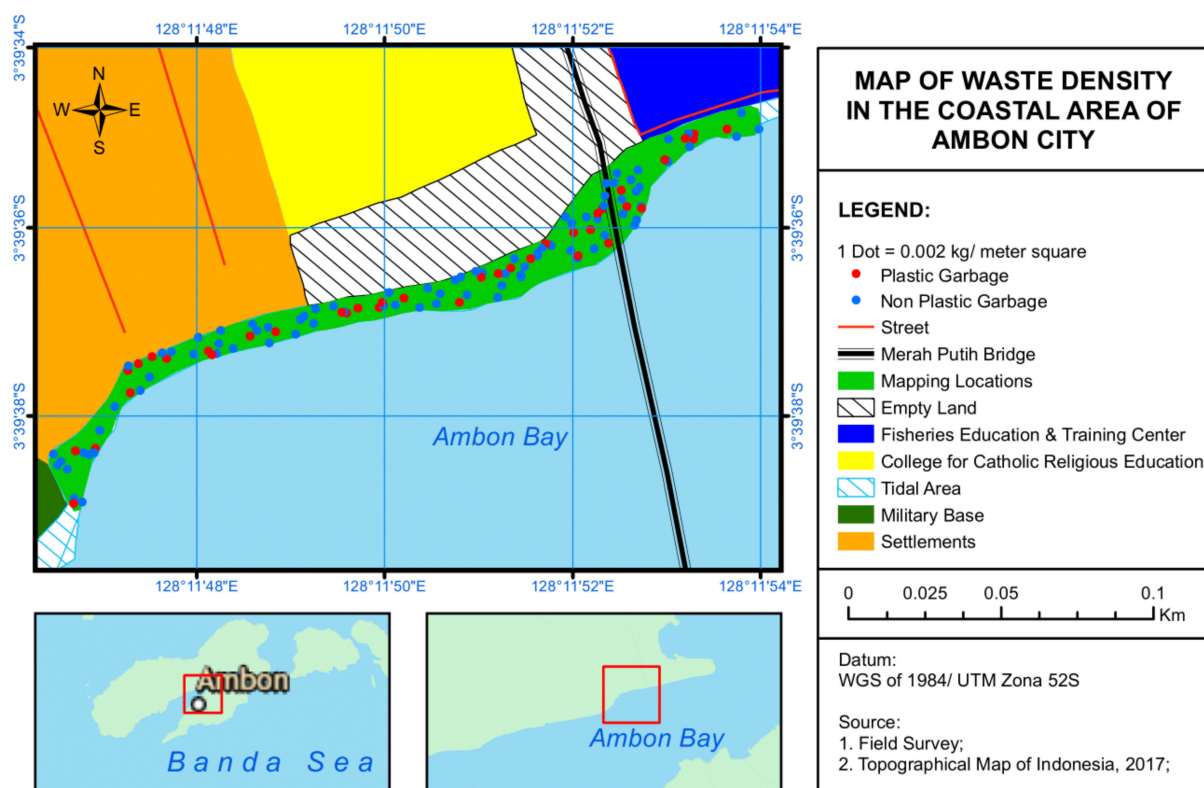 128°11'48"E
128°11'50"E
128°11'52"E
128°11'54"E
3°39'34"S
3°39'36"S
3°39'38"S
N
W
E
S
Ambon Bay
3°39'34"S
3°39'36"S
3°39'38"S
128°11'48"E
128°11'50"E
128°11'52"E
128°11'54"E
Ambon
Banda Sea
Ambon Bay
MAP OF WASTE DENSITY
IN THE COASTAL AREA OF
AMBON CITY
LEGEND:
1 Dot = 0.002 kg/ meter square
Plastic Garbage
Non Plastic Garbage
Street
Merah Putih Bridge
Mapping Locations
Empty Land
Fisheries Education & Training Center
College for Catholic Religious Education
Tidal Area
Military Base
Settlements
0 0.025 0.05 0.1
Km
Datum:
WGS of 1984/ UTM Zona 52S
Source:
1. Field Survey;
2. Topographical Map of Indonesia, 2017;